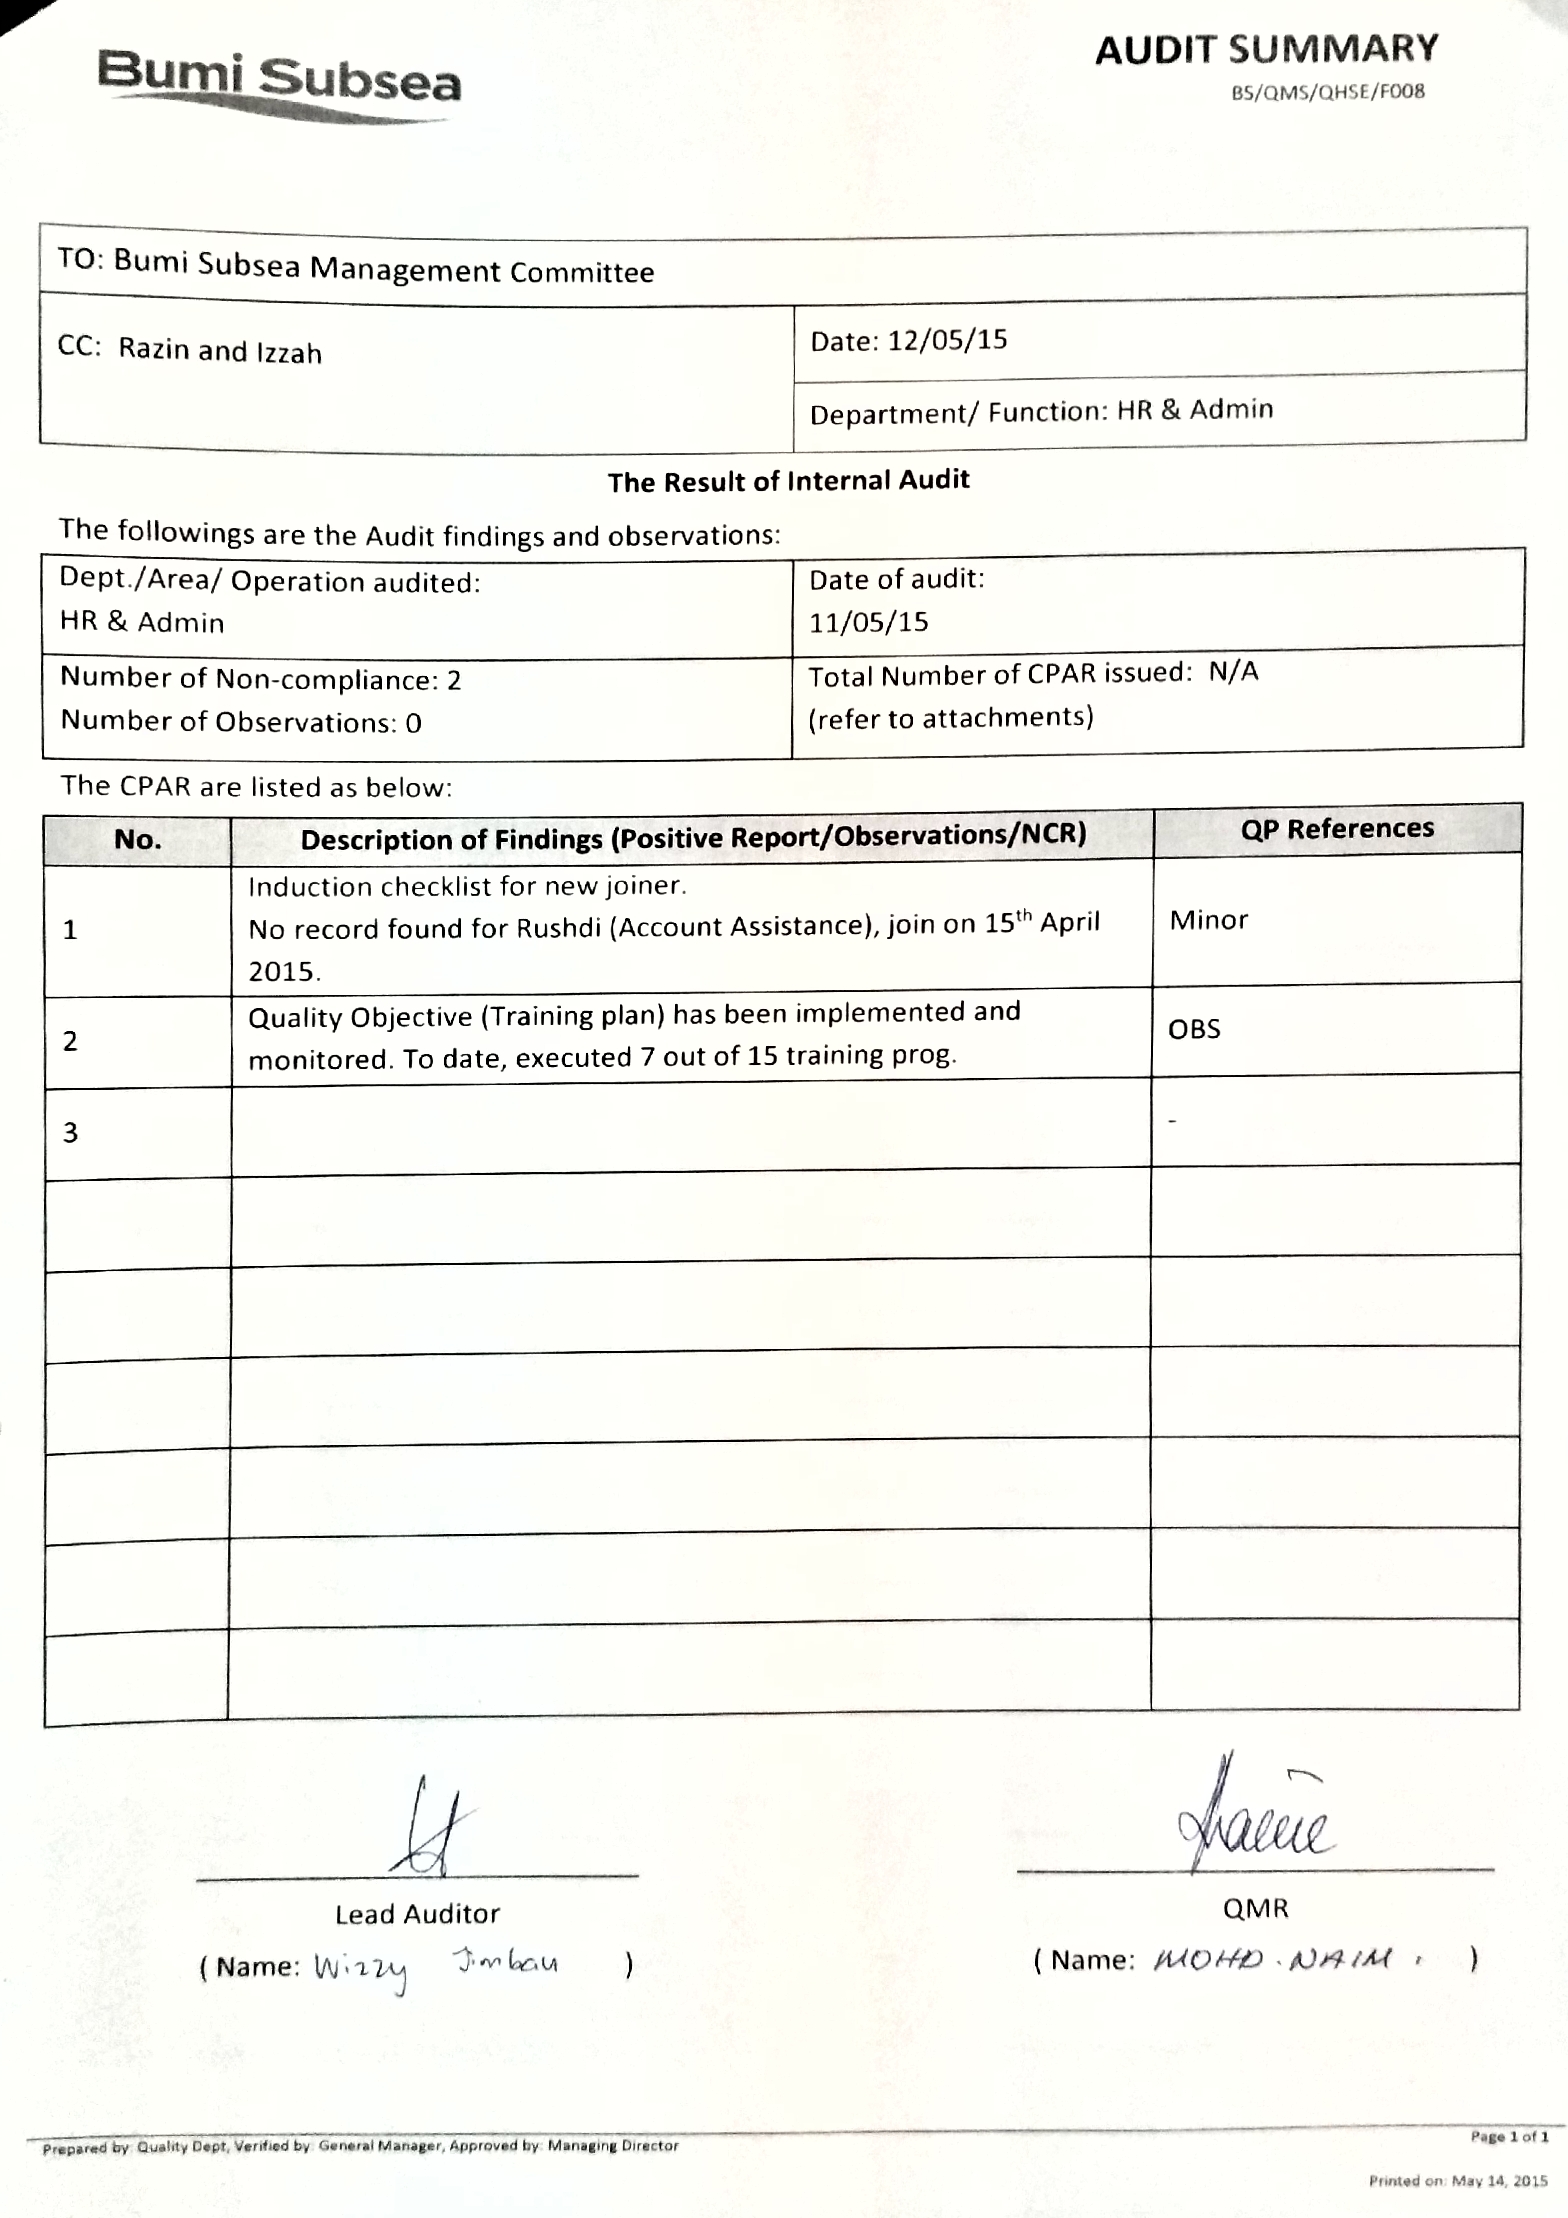 Bumi Subsea
AUDIT SUMMARY
BS/QMS/QHSE/F008
TO: Bumi Subsea Management Committee
CC: Razin and Izzah
Date: 12/05/15
Department/ Function: HR & Admin
The Result of Internal Audit
The followings are the Audit findings and observations:
Dept./Area/ Operation audited:
HR & Admin
Date of audit:
11/05/15
Number of Non-compliance: 2
Number of Observations: 0
Total Number of CPAR issued: N/A
(refer to attachments)
The CPAR are listed as below:
No. Description of Findings (Positive Report/Observations/NCR) QP References
1
Induction checklist for new joiner.
No record found for Rushdi (Account Assistance), join on 15th April
2015.
Minor
2
Quality Objective (Training plan) has been implemented and
monitored. To date, executed 7 out of 15 training prog.
OBS
3 -
Lead Auditor
(Name: Wizzy Jimbau )
QMR
(Name: MOHD. NAIM. )
Prepared by: Quality Dept, Verified by: General Manager, Approved by: Managing Director
Page 1 of 1
Printed on: May 14, 2015